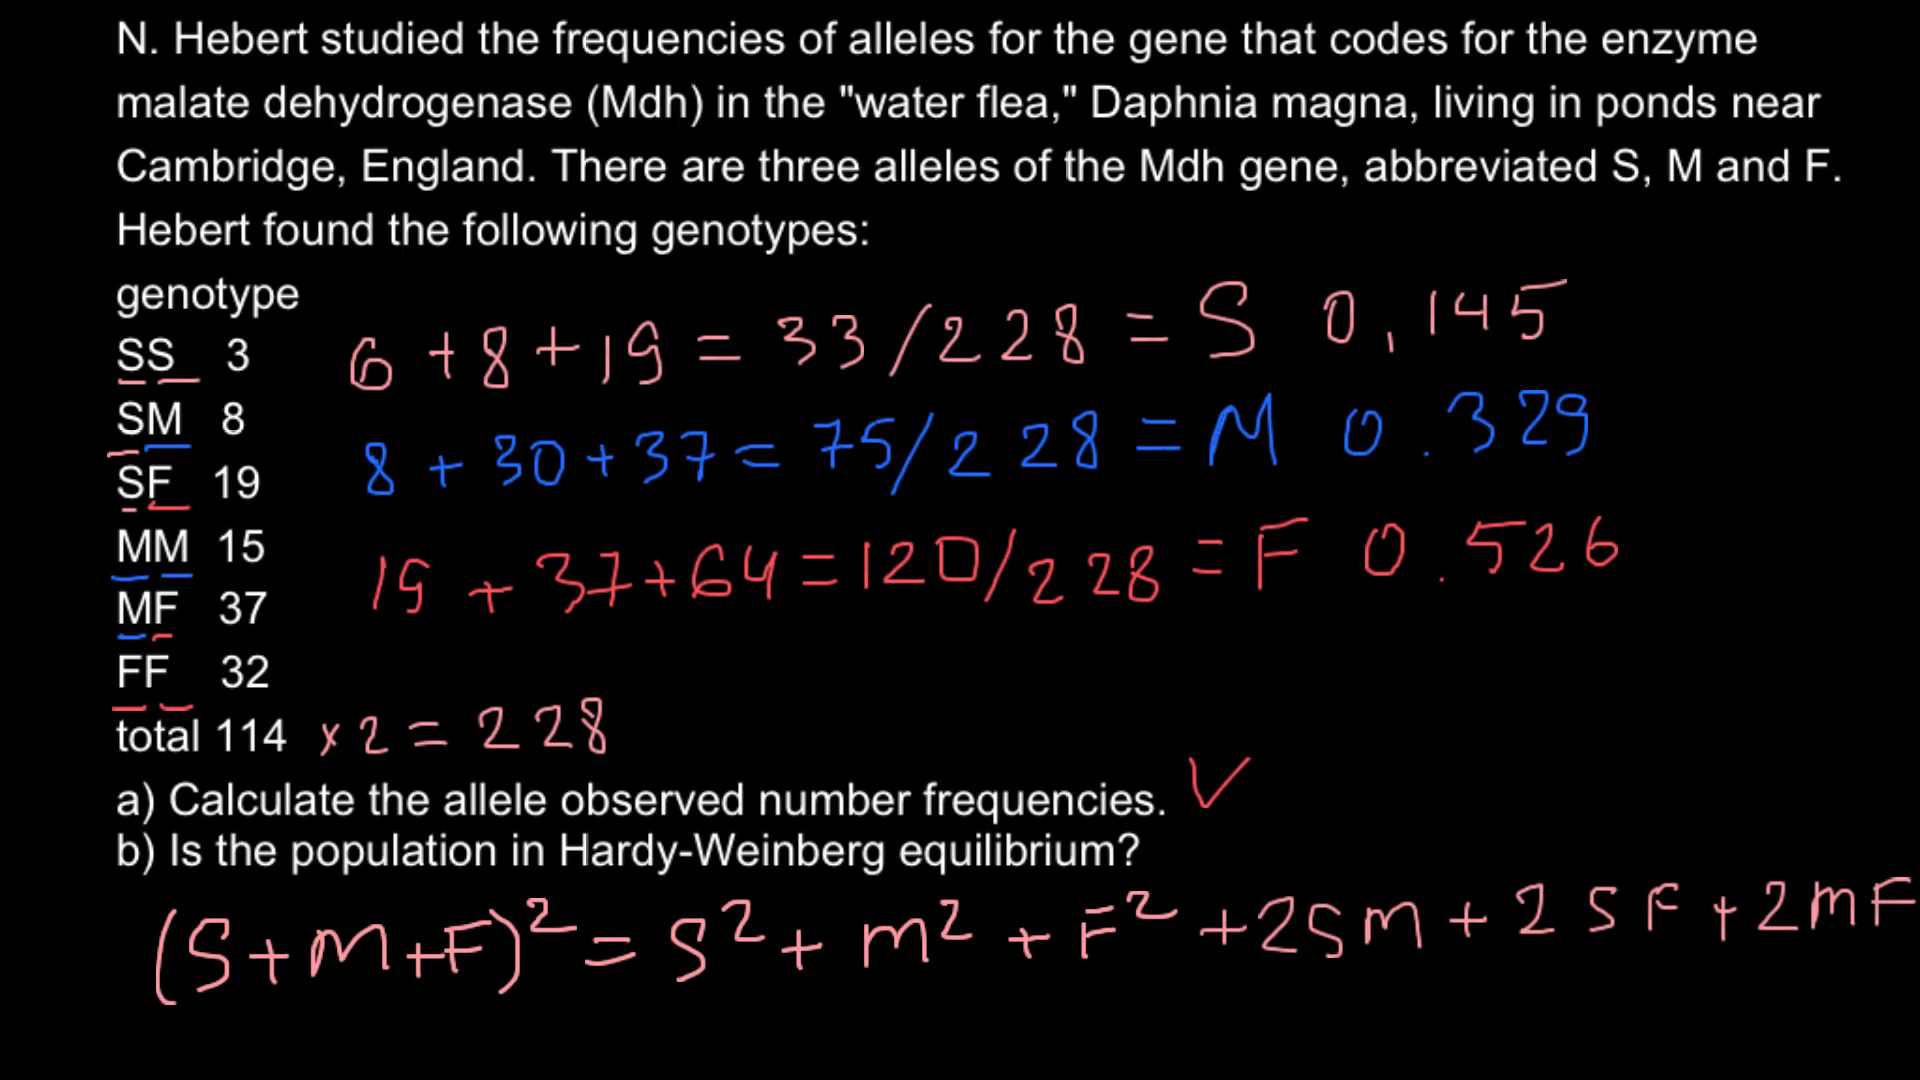 N. Hebert studied the frequencies of alleles for the gene that codes for the enzyme
malate dehydrogenase (Mdh) in the "water flea," Daphnia magna, living in ponds near
Cambridge, England. There are three alleles of the Mdh gene, abbreviated S, M and F.
Hebert found the following genotypes:
genotype
SS 3 6 + 8 + 19 = 33 / 228 = S 0,145
SM 8 8 + 30 + 37 = 75 / 228 = M 0.329
SF 19
MM 15 19 + 37 + 64 = 120 / 228 = F 0.526
MF 37
FF 32
total 114 x 2 = 228
a) Calculate the allele observed number frequencies. ✓
b) Is the population in Hardy-Weinberg equilibrium?
(S+M+F)² = S² + m² + F² + 2SM + 2SF + 2MF